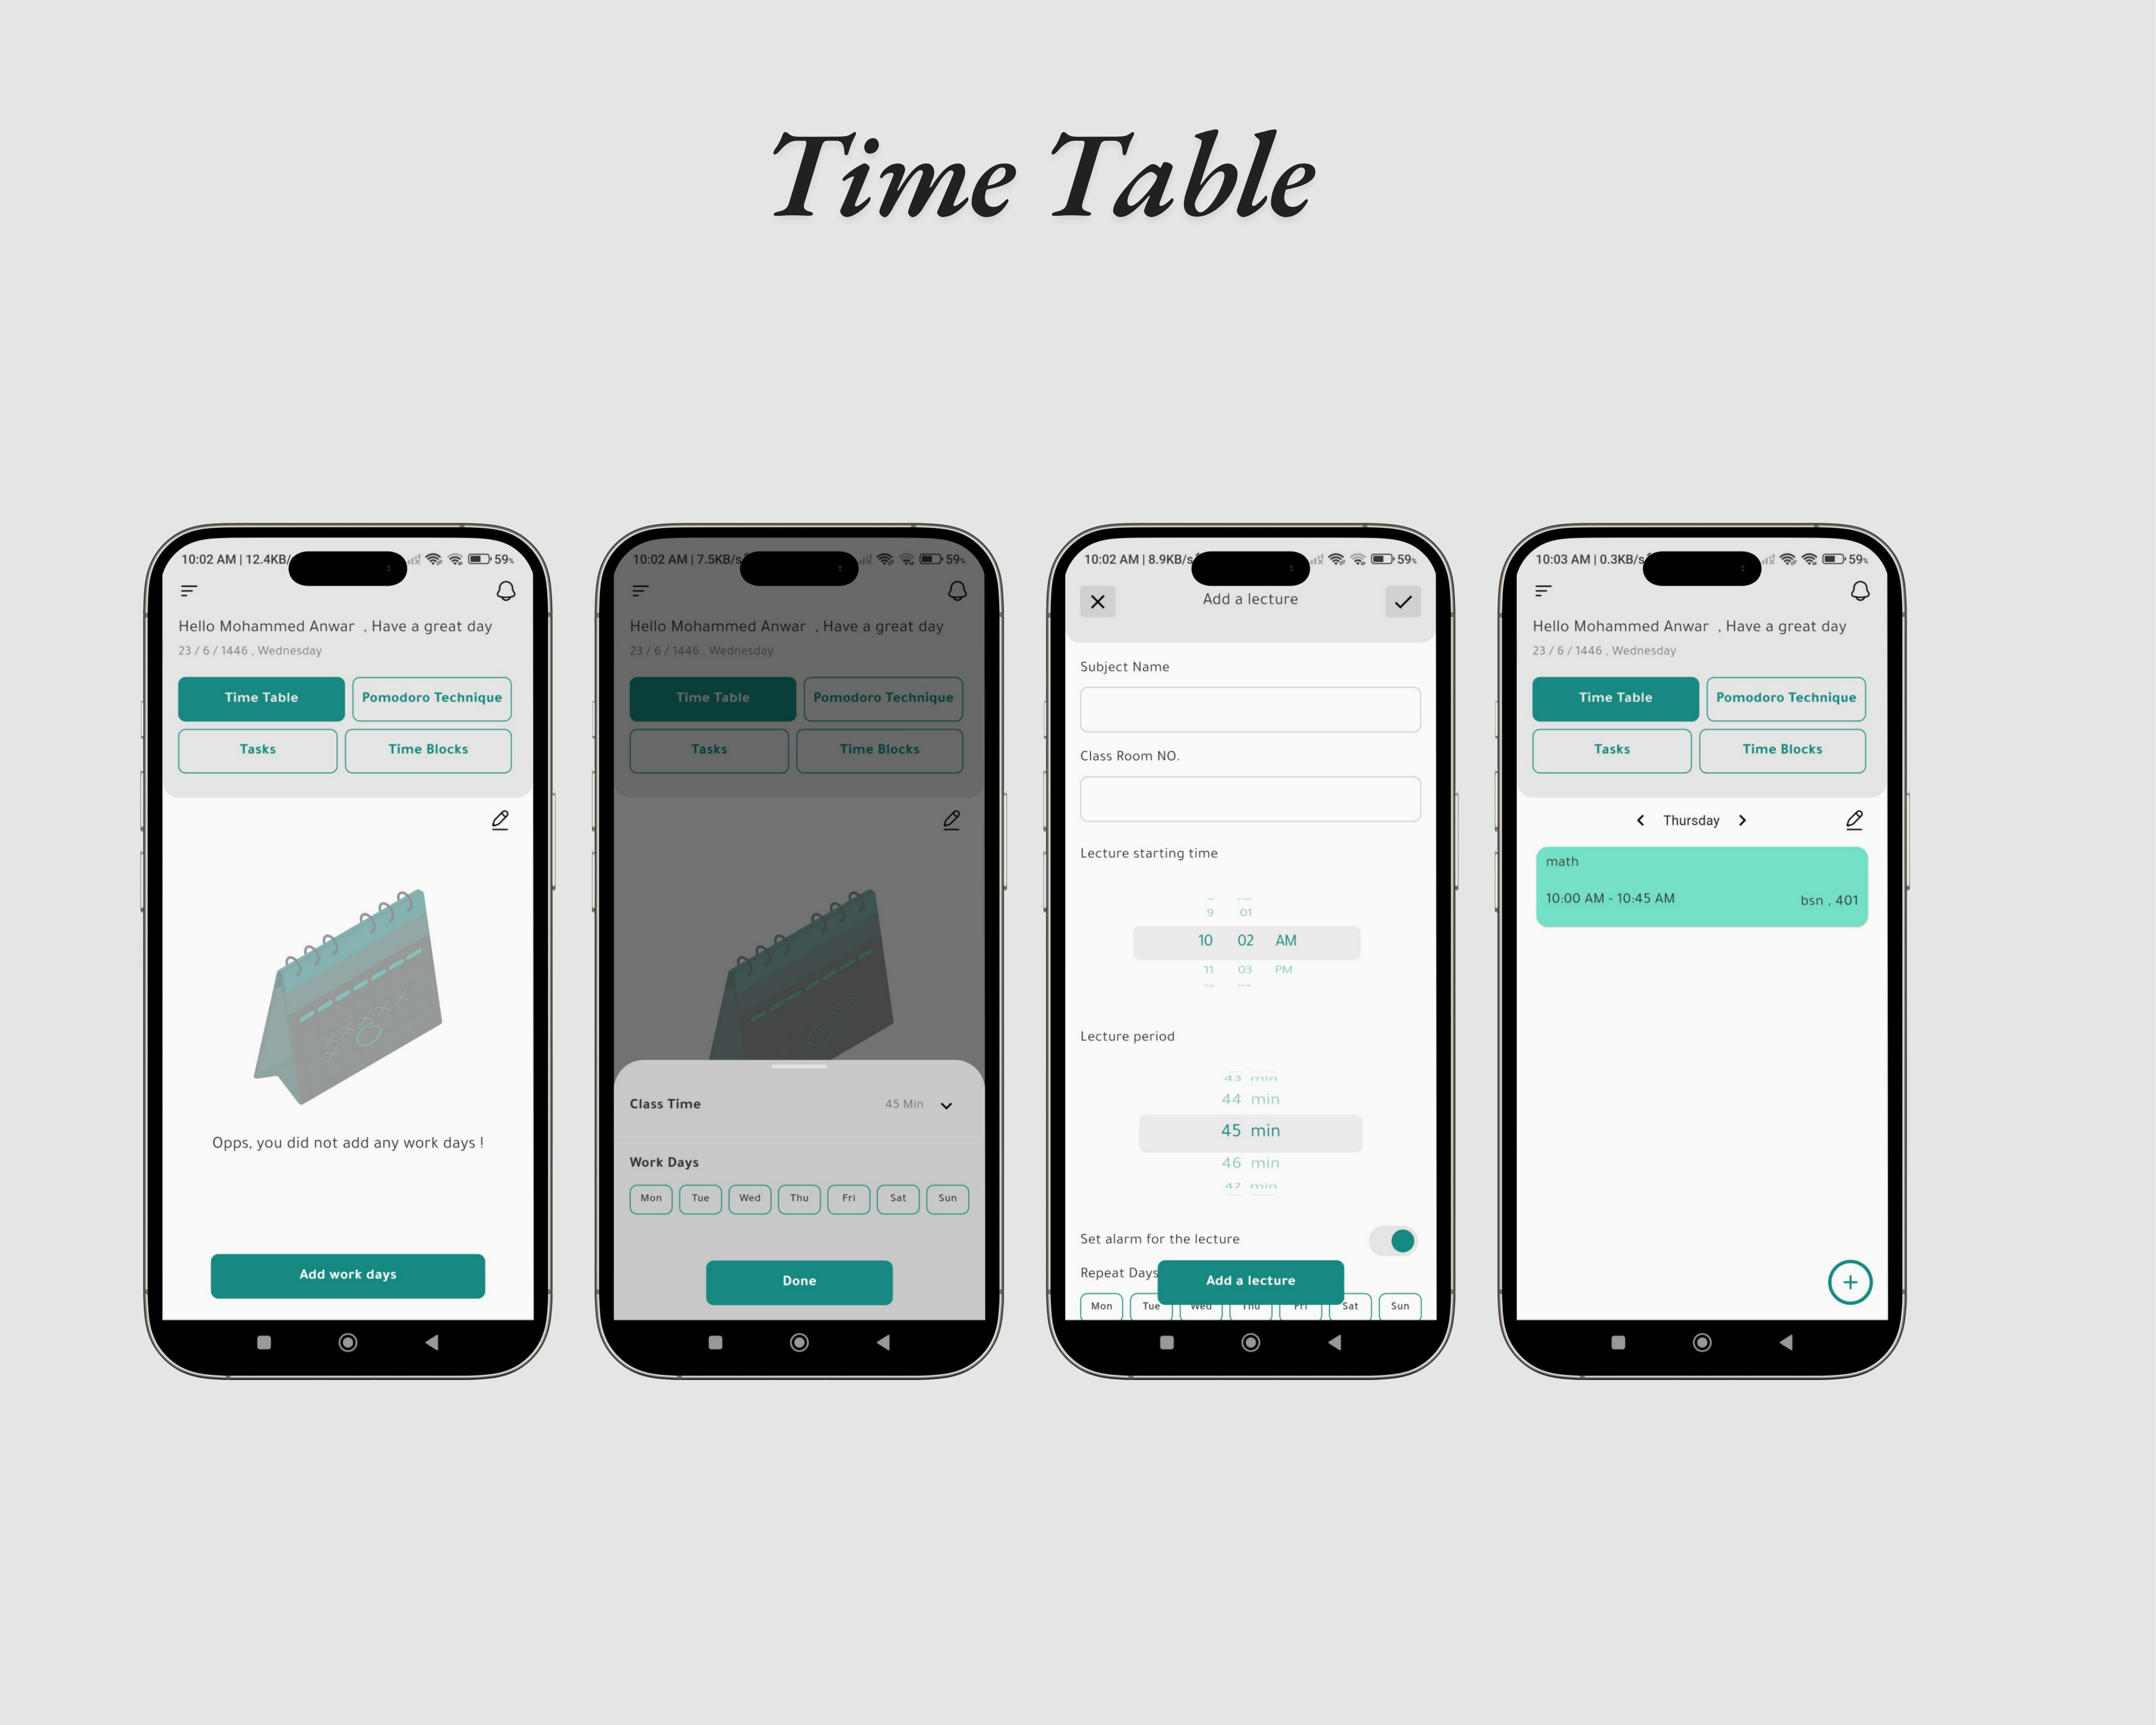 Time Table
10:02 AM | 12.4KB/
59%
Hello Mohammed Anwar , Have a great day
23 / 6 / 1446 , Wednesday
Time Table
Pomodoro Technique
Tasks
Time Blocks
Opps, you did not add any work days !
Add work days
10:02 AM | 7.5KB/s
59%
Hello Mohammed Anwar , Have a great day
23 / 6 / 1446 , Wednesday
Time Table
Pomodoro Technique
Tasks
Time Blocks
Class Time
45 Min
Work Days
Mon Tue Wed Thu Fri Sat Sun
Done
10:02 AM | 8.9KB/s
59%
Add a lecture
Subject Name
Class Room NO.
Lecture starting time
9 01
10 02 AM
11 03 PM
Lecture period
43 min
44 min
45 min
46 min
47 min
Set alarm for the lecture
Repeat Days
Add a lecture
Mon Tue Wed Thu Fri Sat Sun
10:03 AM | 0.3KB/s
59%
Hello Mohammed Anwar , Have a great day
23 / 6 / 1446 , Wednesday
Time Table
Pomodoro Technique
Tasks
Time Blocks
Thursday
math
10:00 AM - 10:45 AM
bsn , 401